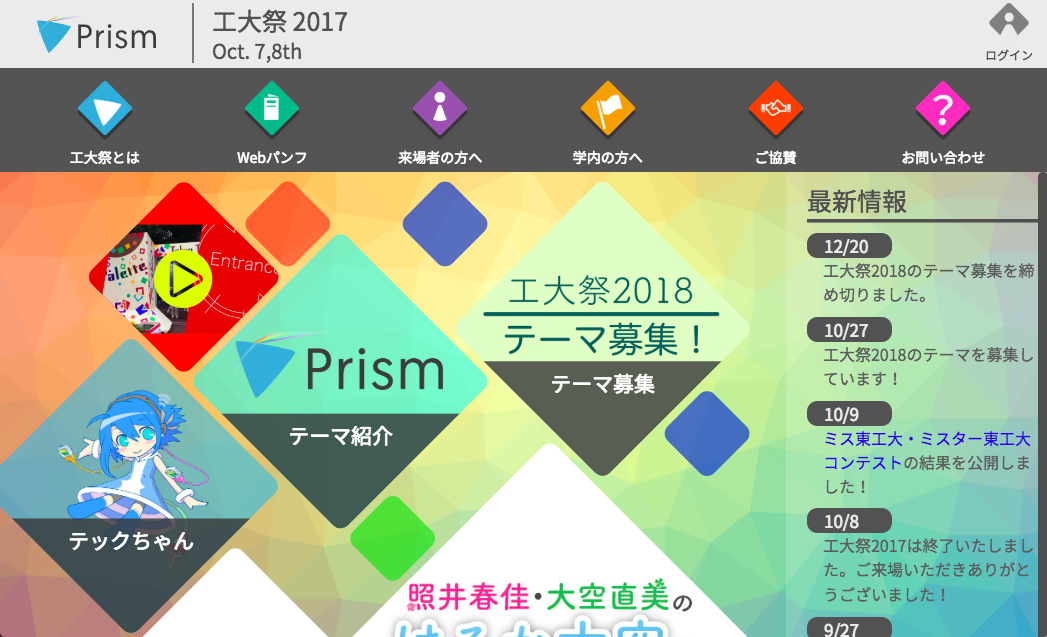 Prism
工大祭 2017
Oct. 7,8th
ログイン
工大祭とは
Webパンフ
来場者の方へ
学内の方へ
ご協賛
お問い合わせ
Entranc
alette
工大祭2018
テーマ募集！
テーマ募集
Prism
テーマ紹介
テックちゃん
照井春佳・大空直美の
はるか大空
最新情報
12/20
工大祭2018のテーマ募集を締
め切りました。
10/27
工大祭2018のテーマを募集し
ています！
10/9
ミス東工大・ミスター東工大
コンテストの結果を公開しま
した！
10/8
工大祭2017は終了いたしまし
た。ご来場いただきありがと
うございました！
9/27